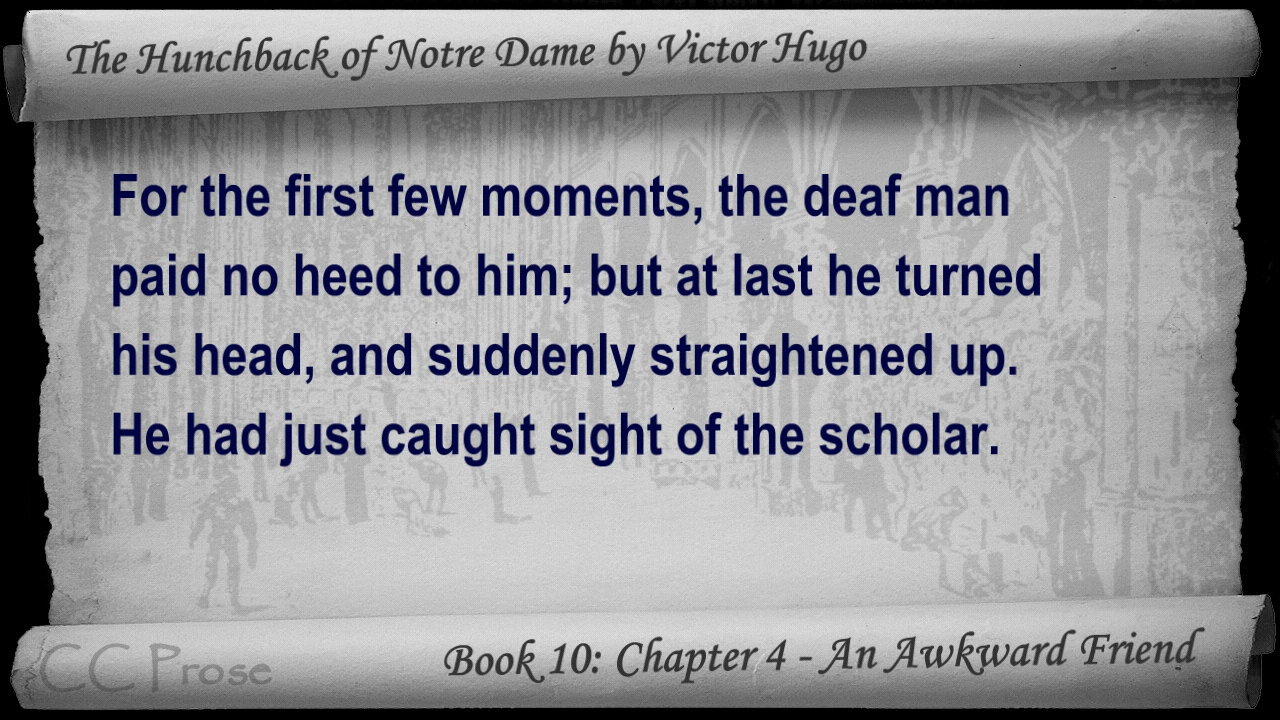 The Hunchback of Notre Dame by Victor Hugo
For the first few moments, the deaf man
paid no heed to him; but at last he turned
his head, and suddenly straightened up.
He had just caught sight of the scholar.
CC Prose
Book 10: Chapter 4 - An Awkward Friend